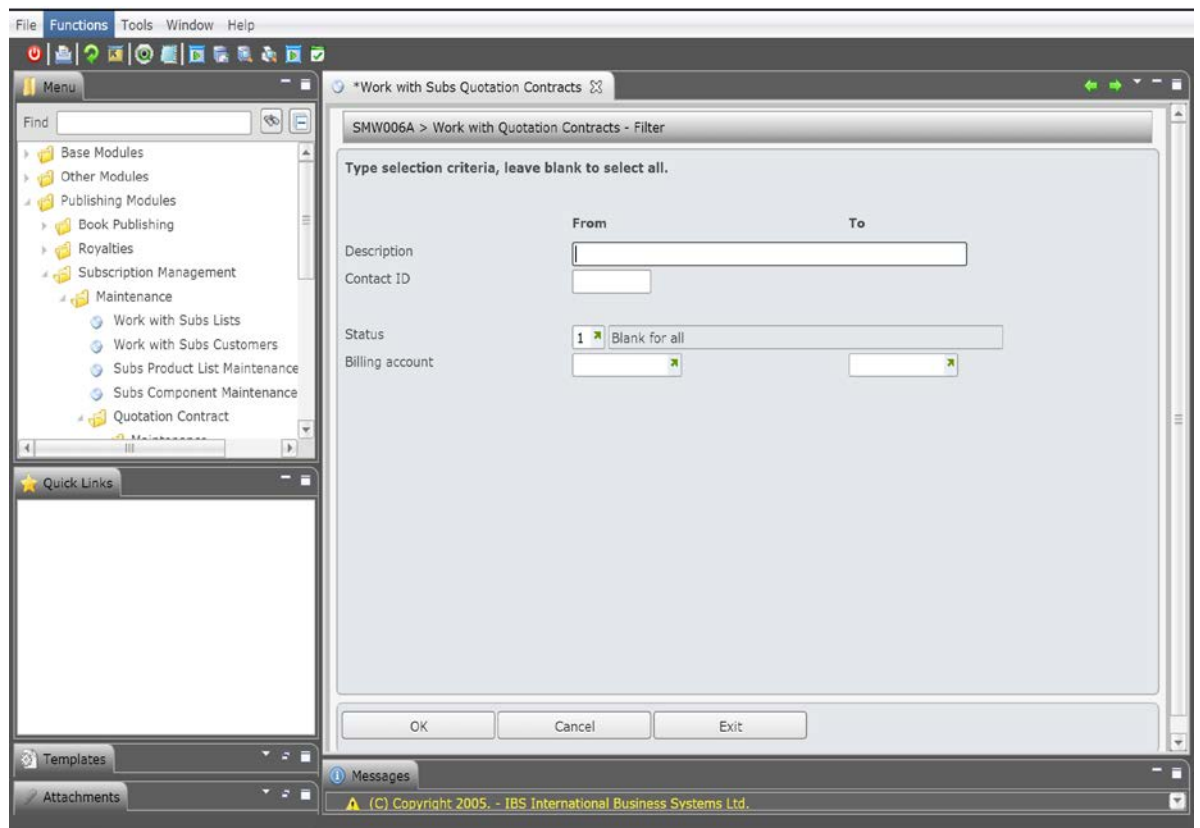 File Functions Tools Window Help
Menu
Find
Base Modules
Other Modules
Publishing Modules
Book Publishing
Royalties
Subscription Management
Maintenance
Work with Subs Lists
Work with Subs Customers
Subs Product List Maintenance
Subs Component Maintenance
Quotation Contract
Maintenance
Quick Links
Templates
Attachments
*Work with Subs Quotation Contracts
SMW006A > Work with Quotation Contracts - Filter
Type selection criteria, leave blank to select all.
From To
Description
Contact ID
Status 1 Blank for all
Billing account
OK Cancel Exit
Messages
(C) Copyright 2005. - IBS International Business Systems Ltd.